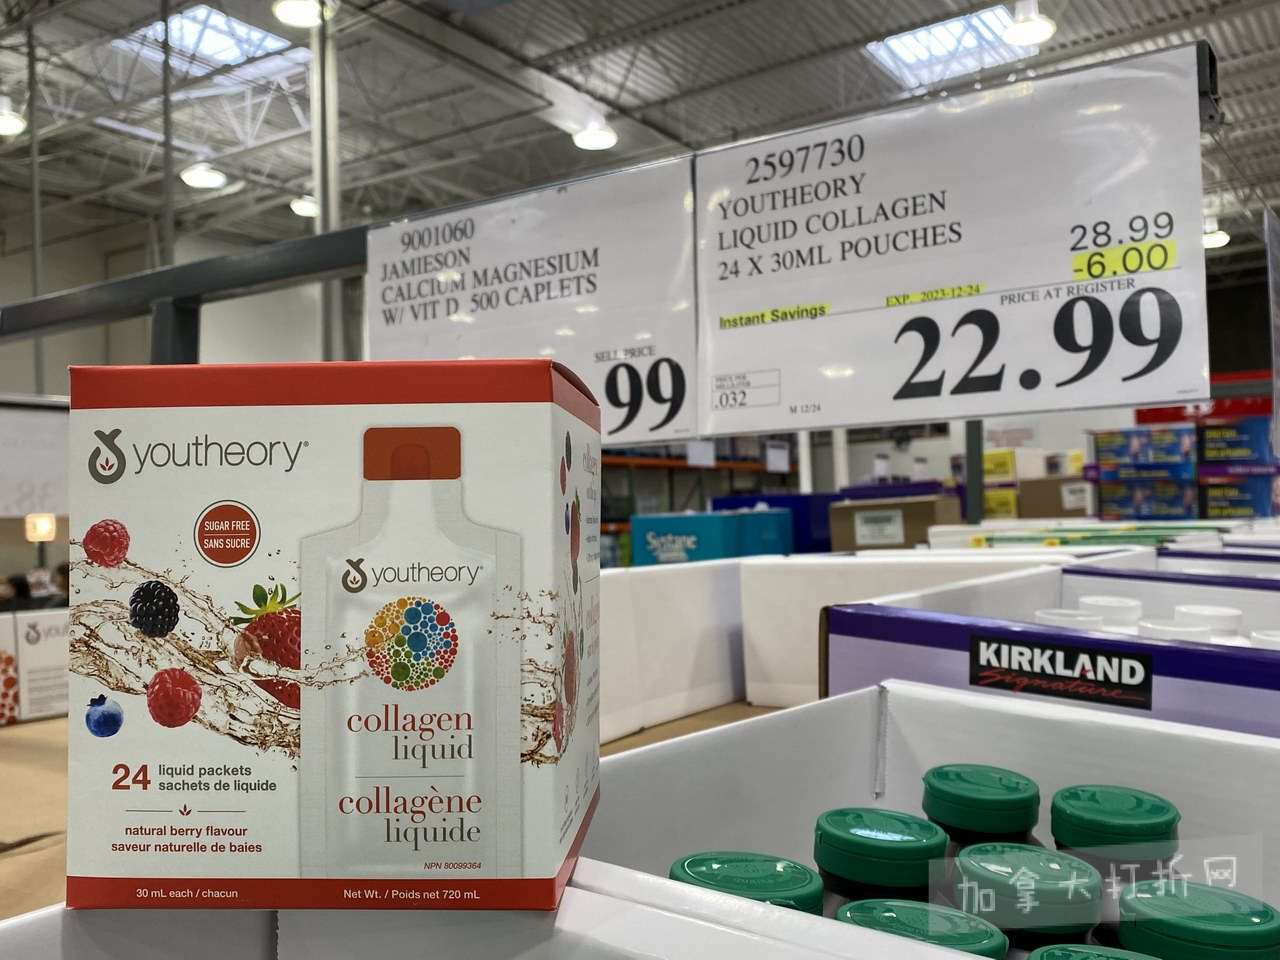 9001060
JAMIESON
CALCIUM MAGNESIUM
W/ VIT D 500 CAPLETS
SELL PRICE
99
2597730
YOUTHEORY
LIQUID COLLAGEN
24 X 30ML POUCHES
28.99
-6.00
Instant Savings
EXP. 2023-12-24
PRICE AT REGISTER
22.99
.032
M 12/24
youtheory
SUGAR FREE
SANS SUCRE
youtheory
collagen
liquid
collagène
liquide
24 liquid packets
sachets de liquide
natural berry flavour
saveur naturelle de baies
NPN 80099364
30 mL each / chacun
Net Wt. / Poids net 720 mL
Systane
KIRKLAND
Signature
加拿大打折网